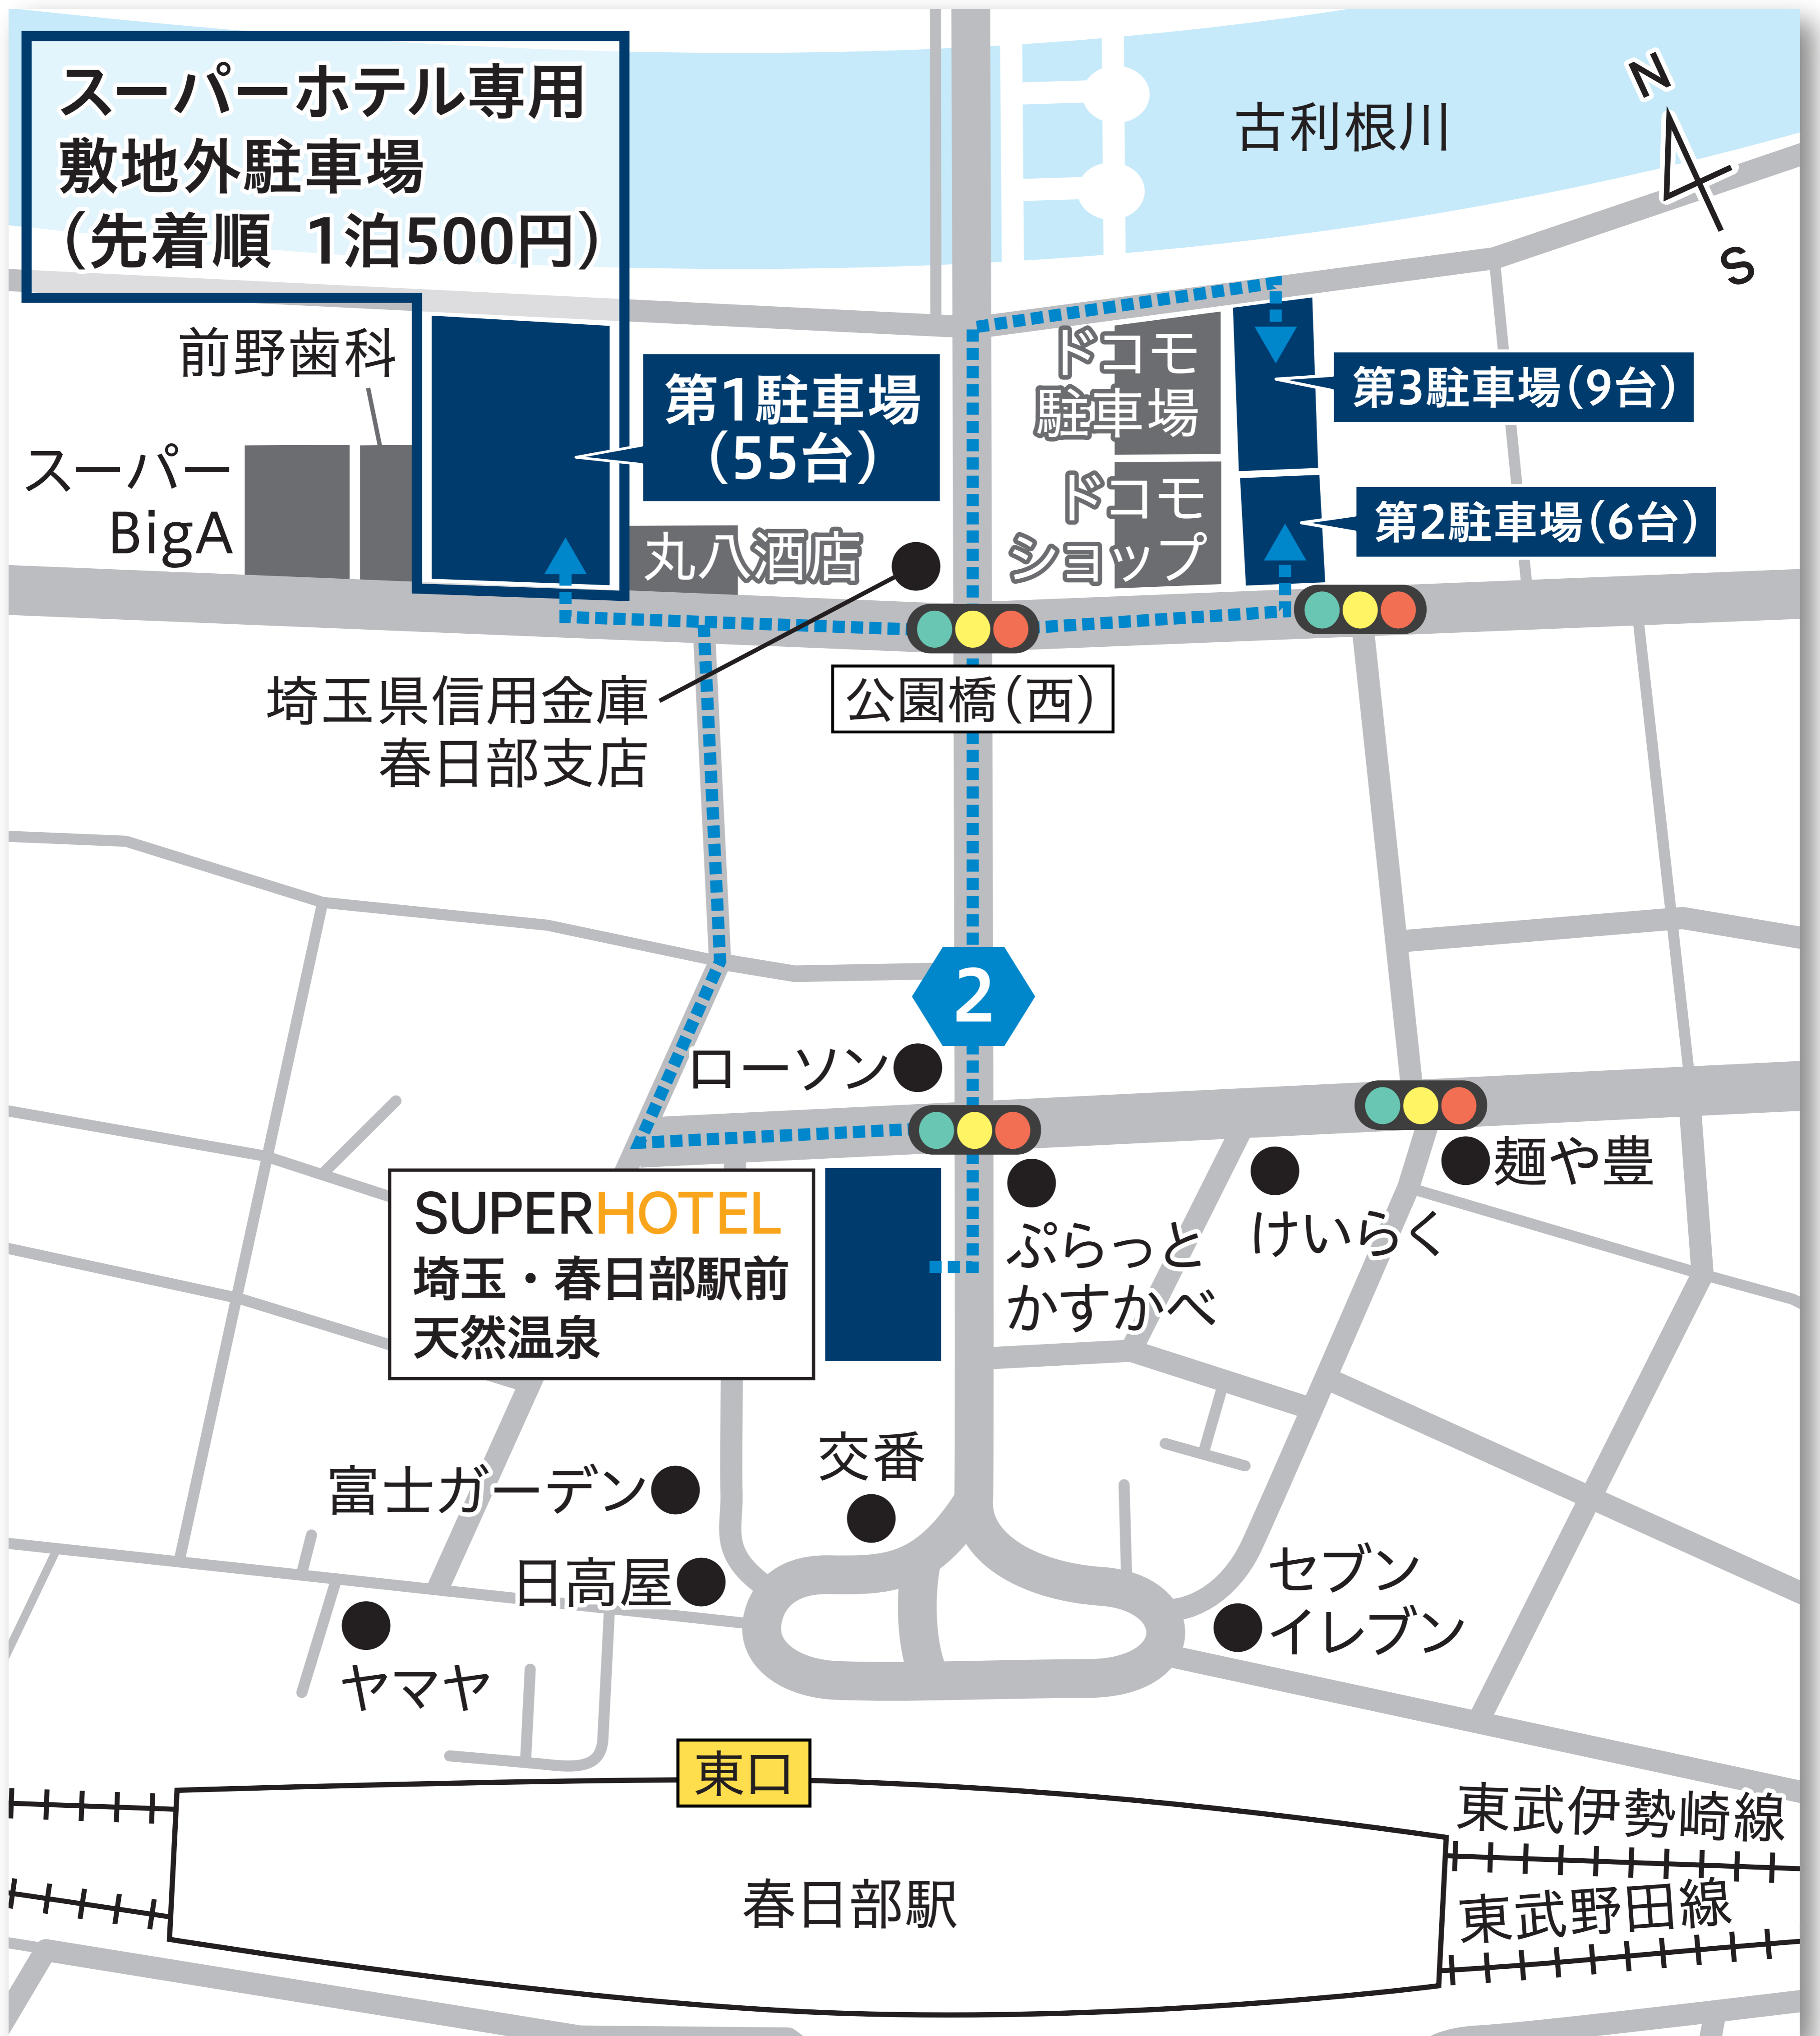 スーパーホテル専用
敷地外駐車場
（先着順 1泊500円）
古利根川
N
S
前野歯科
スーパー
BigA
第1駐車場
（55台）
丸八酒店
ドコモ
駐車場
ドコモ
ショップ
第3駐車場（9台）
第2駐車場（6台）
埼玉県信用金庫
春日部支店
公園橋（西）
2
ローソン
SUPERHOTEL
埼玉・春日部駅前
天然温泉
ぷらっと
かすかべ
けいらく
麺や豊
交番
富士ガーデン
日高屋
ヤマヤ
セブン
イレブン
東口
春日部駅
東武伊勢崎線
東武野田線